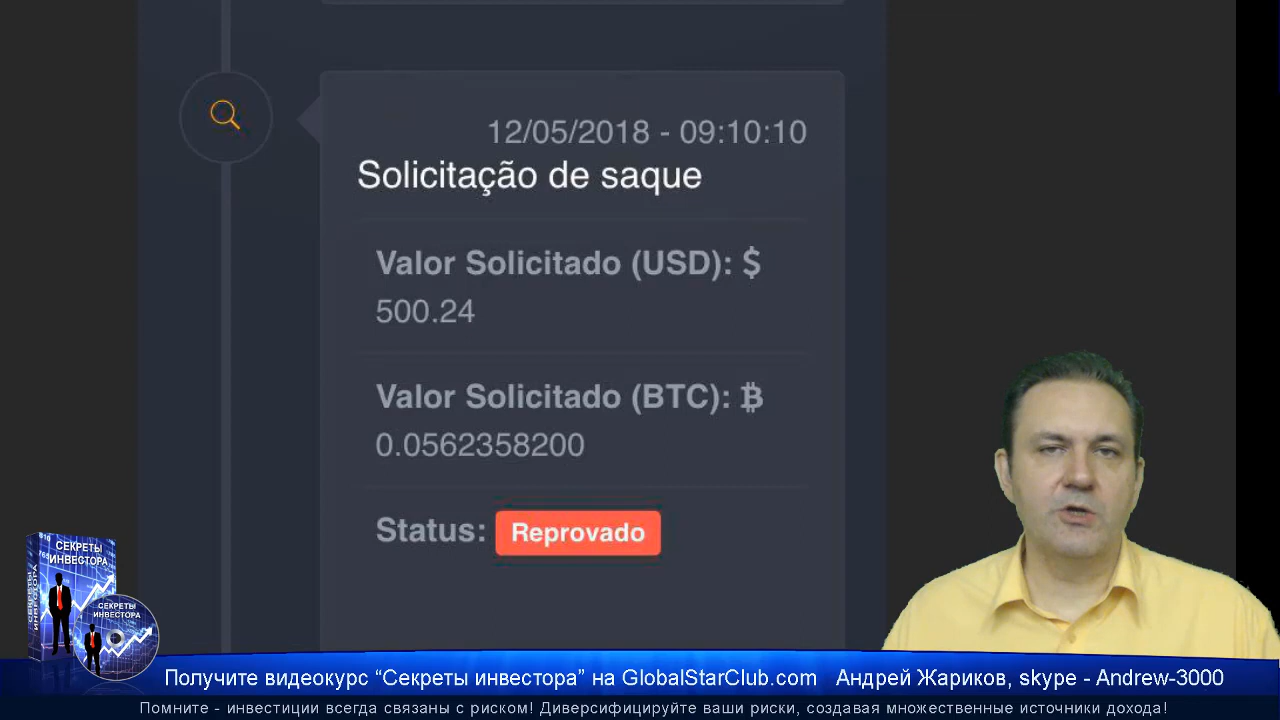 12/05/2018 - 09:10:10
Solicitação de saque
Valor Solicitado (USD): $
500.24
Valor Solicitado (BTC): ₿
0.0562358200
Status: Reprovado
СЕКРЕТЫ
ИНВЕСТОРА
СЕКРЕТЫ
ИНВЕСТОРА
СЕКРЕТЫ
ИНВЕСТОРА
Получите видеокурс “Секреты инвестора” на GlobalStarClub.com Андрей Жариков, skype - Andrew-3000
Помните - инвестиции всегда связаны с риском! Диверсифицируйте ваши риски, создавая множественные источники дохода!